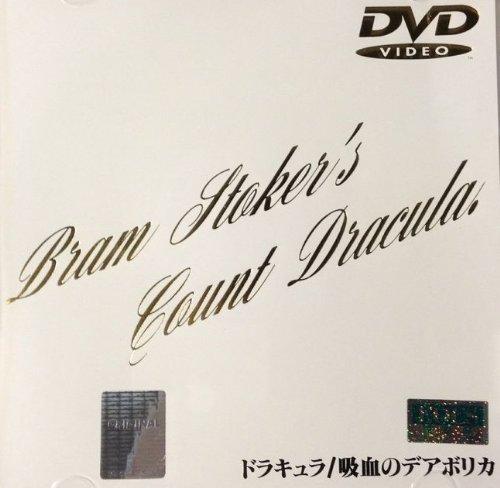 DVD
VIDEO
Bram Stoker's
Count Dracula.
ORIGINAL
ドラキュラ/吸血のデアボリカ